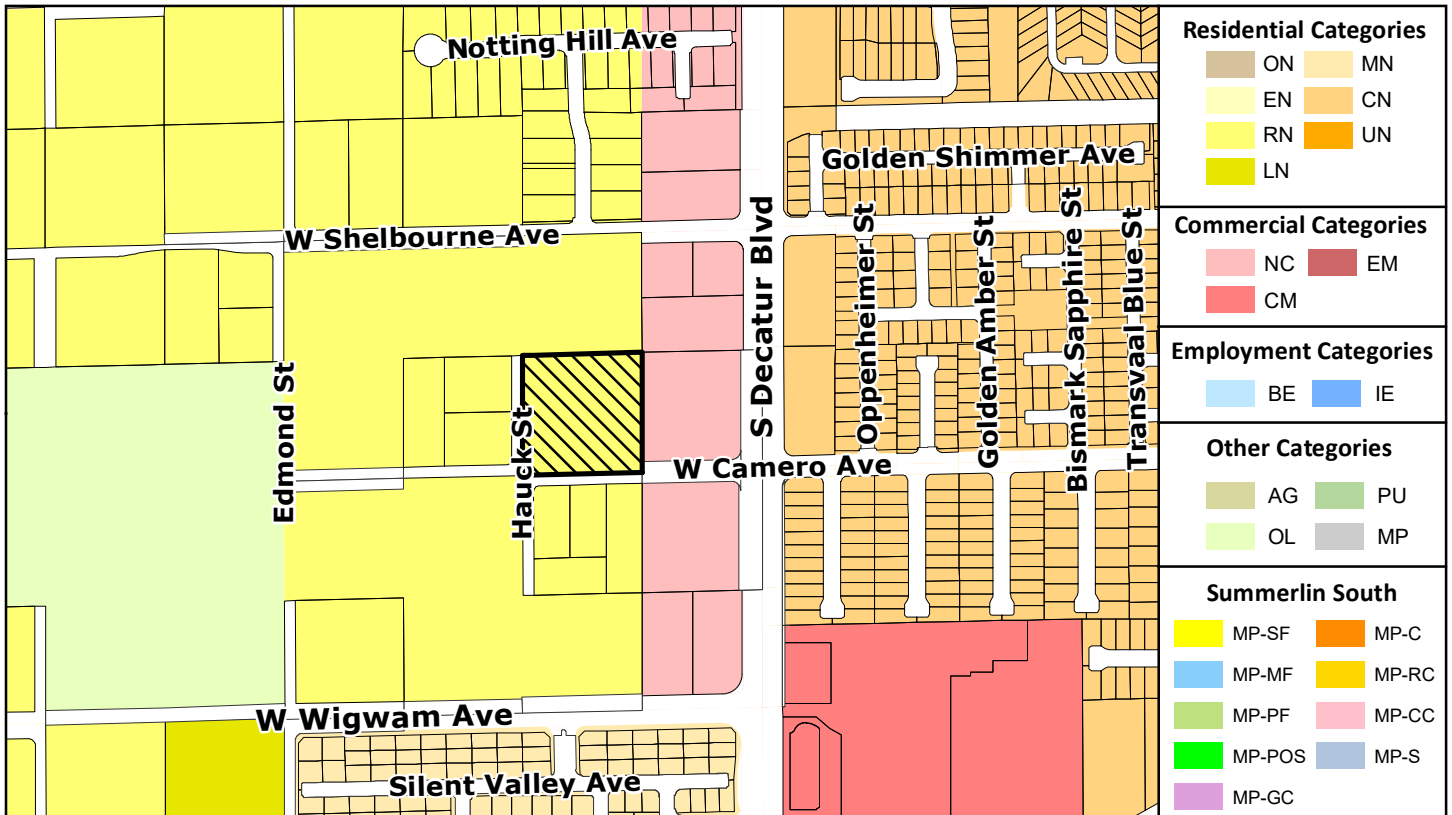 Notting Hill Ave
Golden Shimmer Ave
W Shelbourne Ave
S Decatur Blvd
Oppenheimer St
Golden Amber St
Bismark Sapphire St
Transvaal Blue St
Edmond St
Hauck St
W Camero Ave
W Wigwam Ave
Silent Valley Ave
Residential Categories
ON MN
EN CN
RN UN
LN
Commercial Categories
NC EM
CM
Employment Categories
BE IE
Other Categories
AG PU
OL MP
Summerlin South
MP-SF MP-C
MP-MF MP-RC
MP-PF MP-CC
MP-POS MP-S
MP-GC